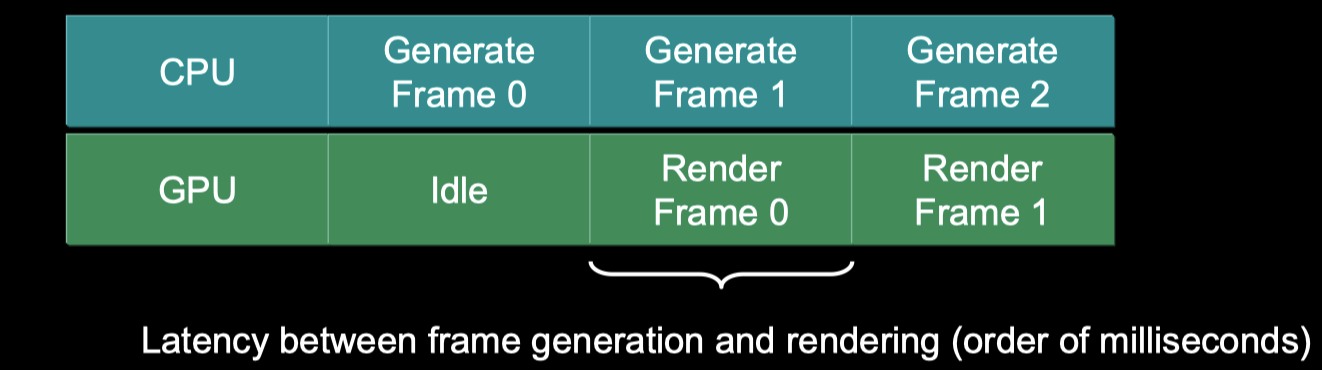 CPU
Generate
Frame 0
Generate
Frame 1
Generate
Frame 2
GPU
Idle
Render
Frame 0
Render
Frame 1
Latency between frame generation and rendering (order of milliseconds)